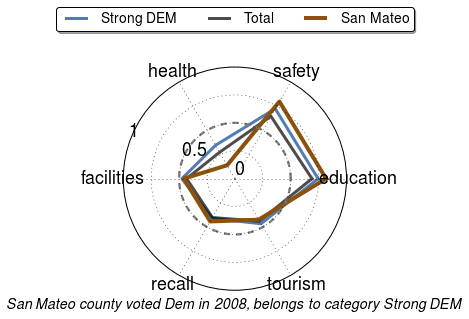 Strong DEM Total San Mateo
health safety
1
0.5
0
facilities education
recall tourism
San Mateo county voted Dem in 2008, belongs to category Strong DEM